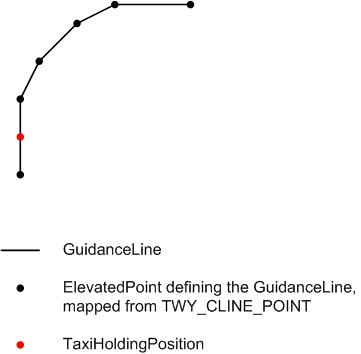 GuidanceLine
ElevatedPoint defining the GuidanceLine,
mapped from TWY_CLINE_POINT
TaxiHoldingPosition